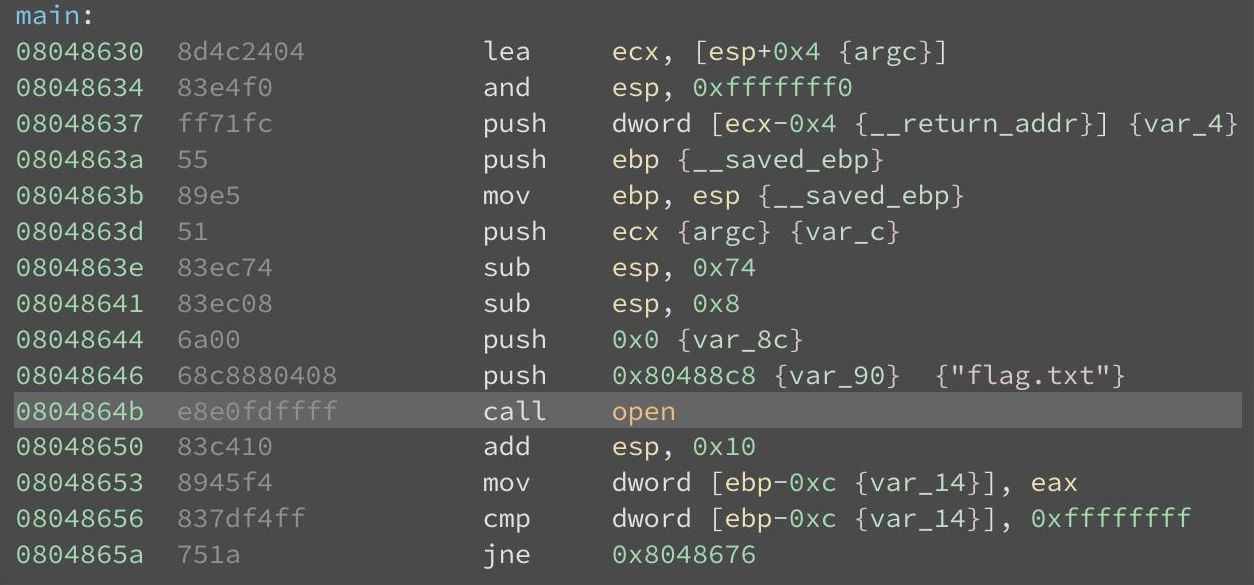 main:
08048630 8d4c2404 lea ecx, [esp+0x4 {argc}]
08048634 83e4f0 and esp, 0xfffffff0
08048637 ff71fc push dword [ecx-0x4 {__return_addr}] {var_4}
0804863a 55 push ebp {__saved_ebp}
0804863b 89e5 mov ebp, esp {__saved_ebp}
0804863d 51 push ecx {argc} {var_c}
0804863e 83ec74 sub esp, 0x74
08048641 83ec08 sub esp, 0x8
08048644 6a00 push 0x0 {var_8c}
08048646 68c8880408 push 0x80488c8 {var_90} {"flag.txt"}
0804864b e8e0fdffff call open
08048650 83c410 add esp, 0x10
08048653 8945f4 mov dword [ebp-0xc {var_14}], eax
08048656 837df4ff cmp dword [ebp-0xc {var_14}], 0xffffffff
0804865a 751a jne 0x8048676